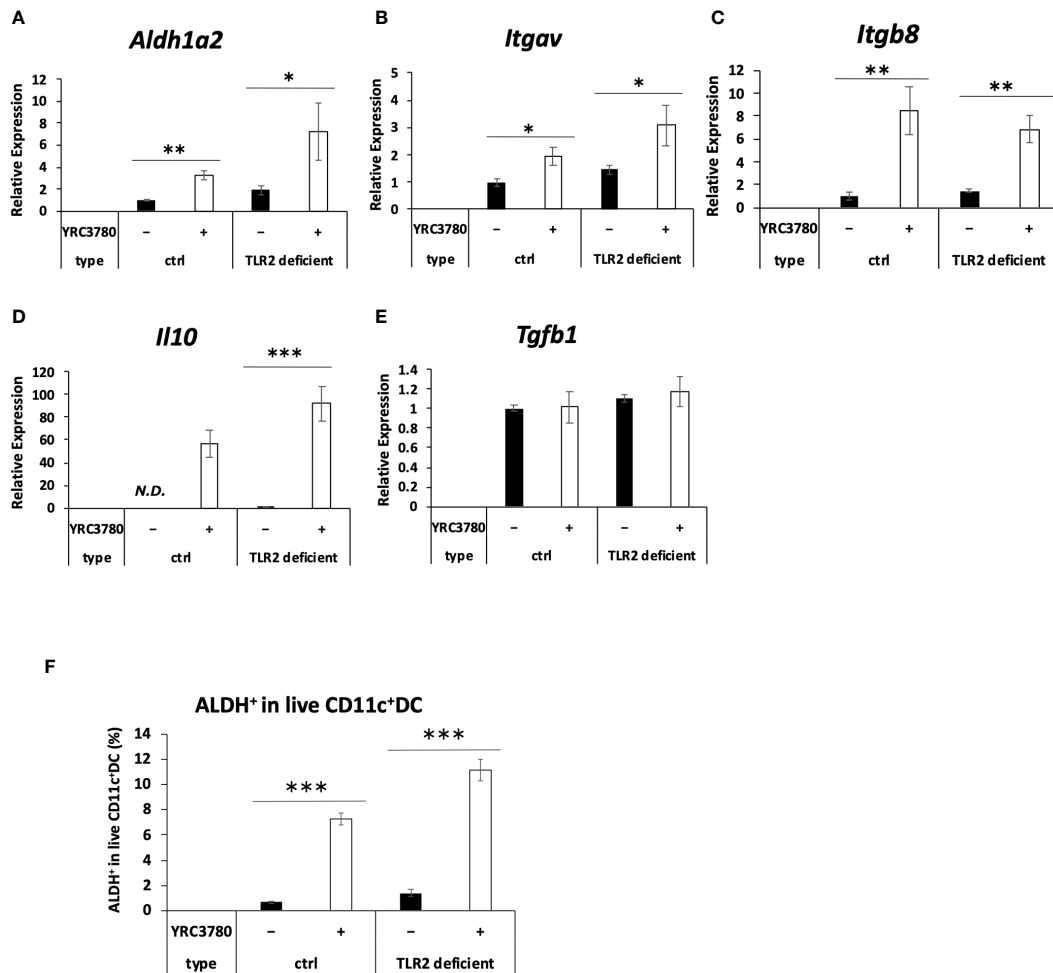 A
Aldh1a2
**
*
Relative Expression
12
10
8
6
4
2
0
YRC3780 – + – +
type ctrl TLR2 deficient
B
Itgav
*
*
Relative Expression
5
4
3
2
1
0
YRC3780 – + – +
type ctrl TLR2 deficient
C
Itgb8
**
**
Relative Expression
12
10
8
6
4
2
0
YRC3780 – + – +
type ctrl TLR2 deficient
D
Il10
***
Relative Expression
120
100
80
60
40
20
0
N.D.
YRC3780 – + – +
type ctrl TLR2 deficient
E
Tgfb1
Relative Expression
1.4
1.2
1
0.8
0.6
0.4
0.2
0
YRC3780 – + – +
type ctrl TLR2 deficient
F
ALDH⁺ in live CD11c⁺DC
***
***
ALDH⁺ in live CD11c⁺DC (%)
14
12
10
8
6
4
2
0
YRC3780 – + – +
type ctrl TLR2 deficient